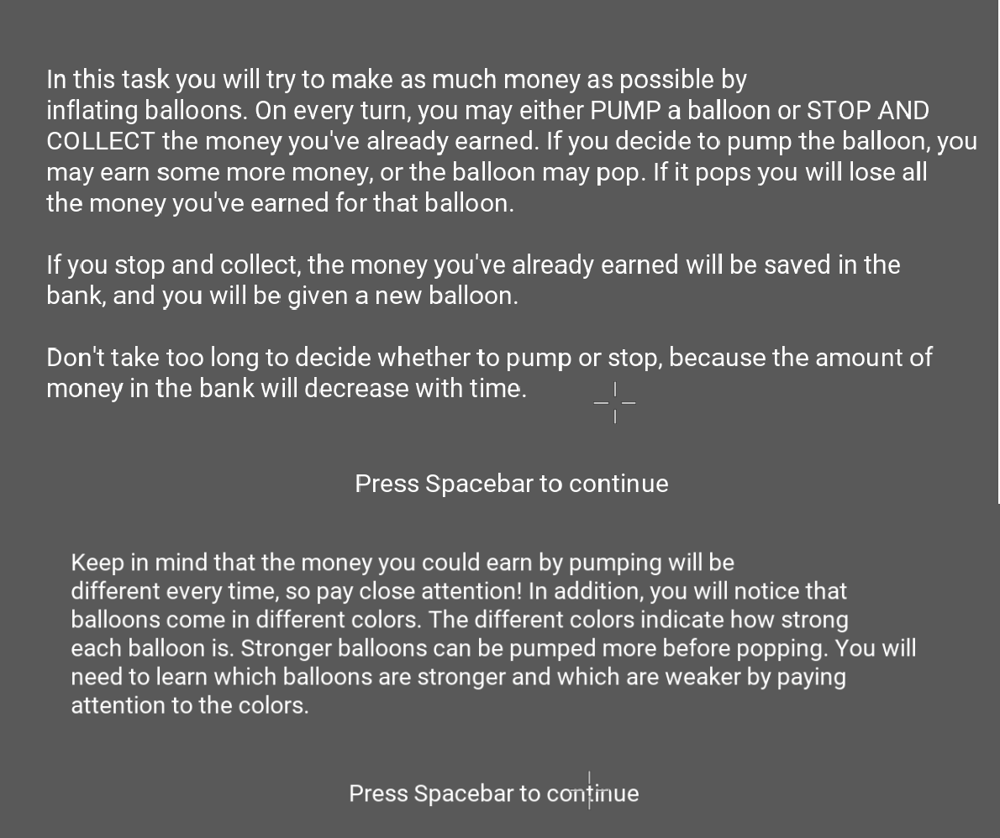 In this task you will try to make as much money as possible by
inflating balloons. On every turn, you may either PUMP a balloon or STOP AND
COLLECT the money you've already earned. If you decide to pump the balloon, you
may earn some more money, or the balloon may pop. If it pops you will lose all
the money you've earned for that balloon.
If you stop and collect, the money you've already earned will be saved in the
bank, and you will be given a new balloon.
Don't take too long to decide whether to pump or stop, because the amount of
money in the bank will decrease with time.
Press Spacebar to continue
Keep in mind that the money you could earn by pumping will be
different every time, so pay close attention! In addition, you will notice that
balloons come in different colors. The different colors indicate how strong
each balloon is. Stronger balloons can be pumped more before popping. You will
need to learn which balloons are stronger and which are weaker by paying
attention to the colors.
Press Spacebar to continue